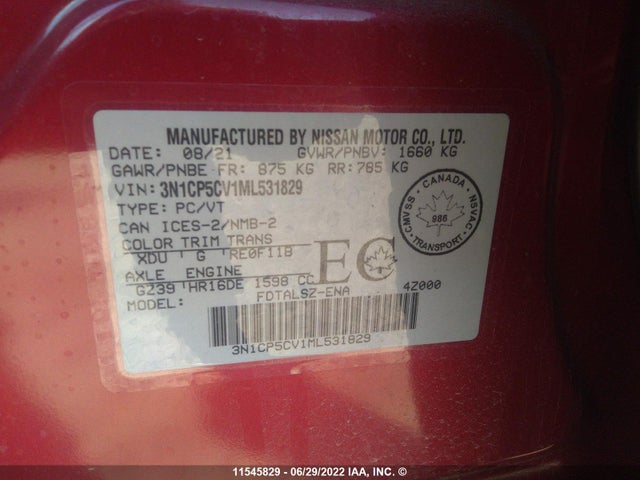 MANUFACTURED BY NISSAN MOTOR CO., LTD.
DATE: 08/21 GVWR/PNBV: 1660 KG
GAWR/PNBE FR: 875 KG RR: 785 KG
VIN: 3N1CP5CV1ML531829
TYPE: PC/VT
CAN ICES-2/NMB-2
COLOR TRIM TRANS
XDU G RE0F11B
AXLE ENGINE
GZ39 HR16DE 1598 CC
MODEL: FDTALSZ-ENA 4Z000
EC
CANADA
CMVSS 986 NSVAC
TRANSPORT
3N1CP5CV1ML531829
11545829 - 06/29/2022 IAA, INC. ©